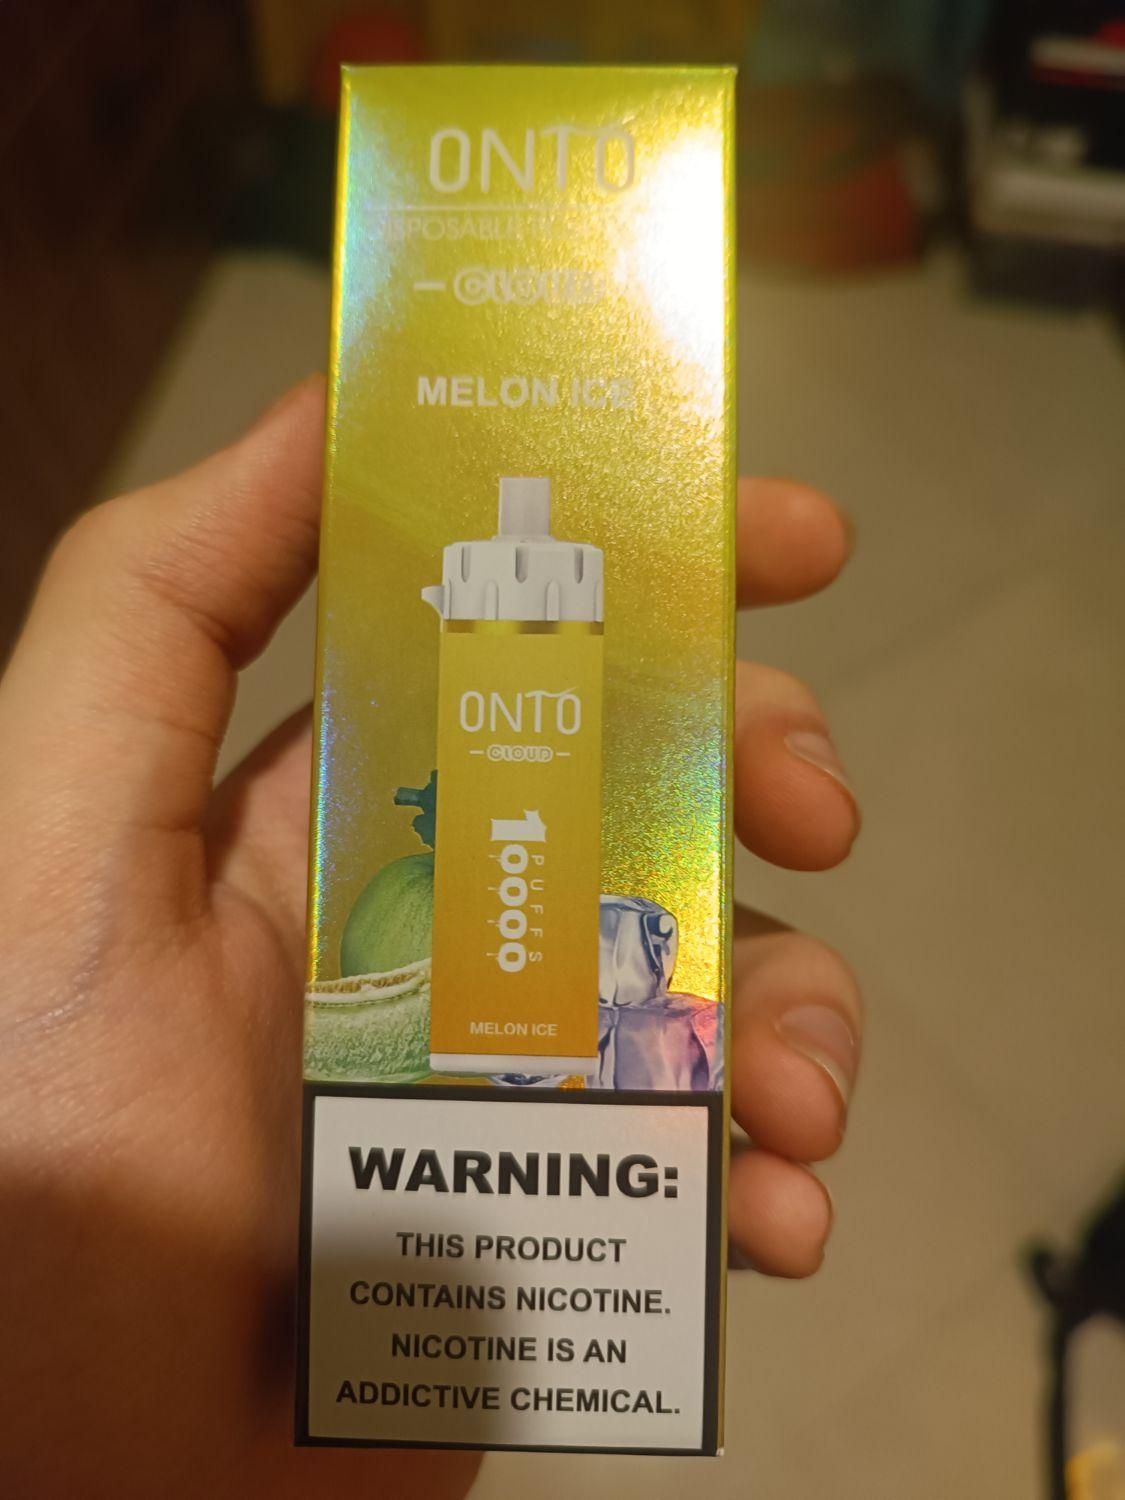 ONTO
DISPOSABLE
- CLOUD
MELON ICE
ONTO
- CLOUD -
10000
PUFFS
MELON ICE
WARNING:
THIS PRODUCT
CONTAINS NICOTINE.
NICOTINE IS AN
ADDICTIVE CHEMICAL.